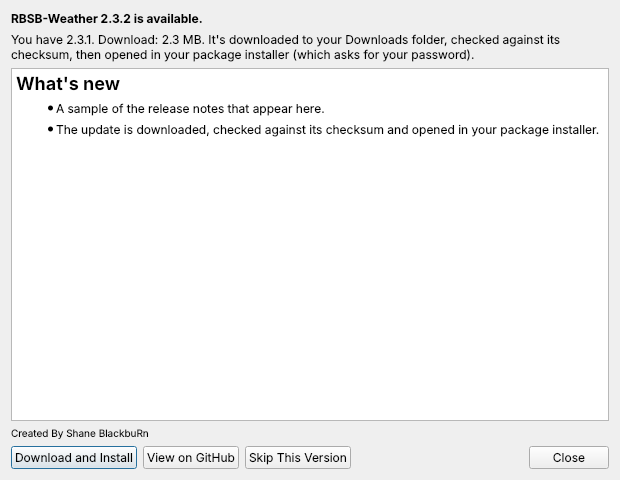 RBSB-Weather 2.3.2 is available.
You have 2.3.1. Download: 2.3 MB. It's downloaded to your Downloads folder, checked against its
checksum, then opened in your package installer (which asks for your password).
What's new
• A sample of the release notes that appear here.
• The update is downloaded, checked against its checksum and opened in your package installer.
Created By Shane BlackbuRn
Download and Install
View on GitHub
Skip This Version
Close